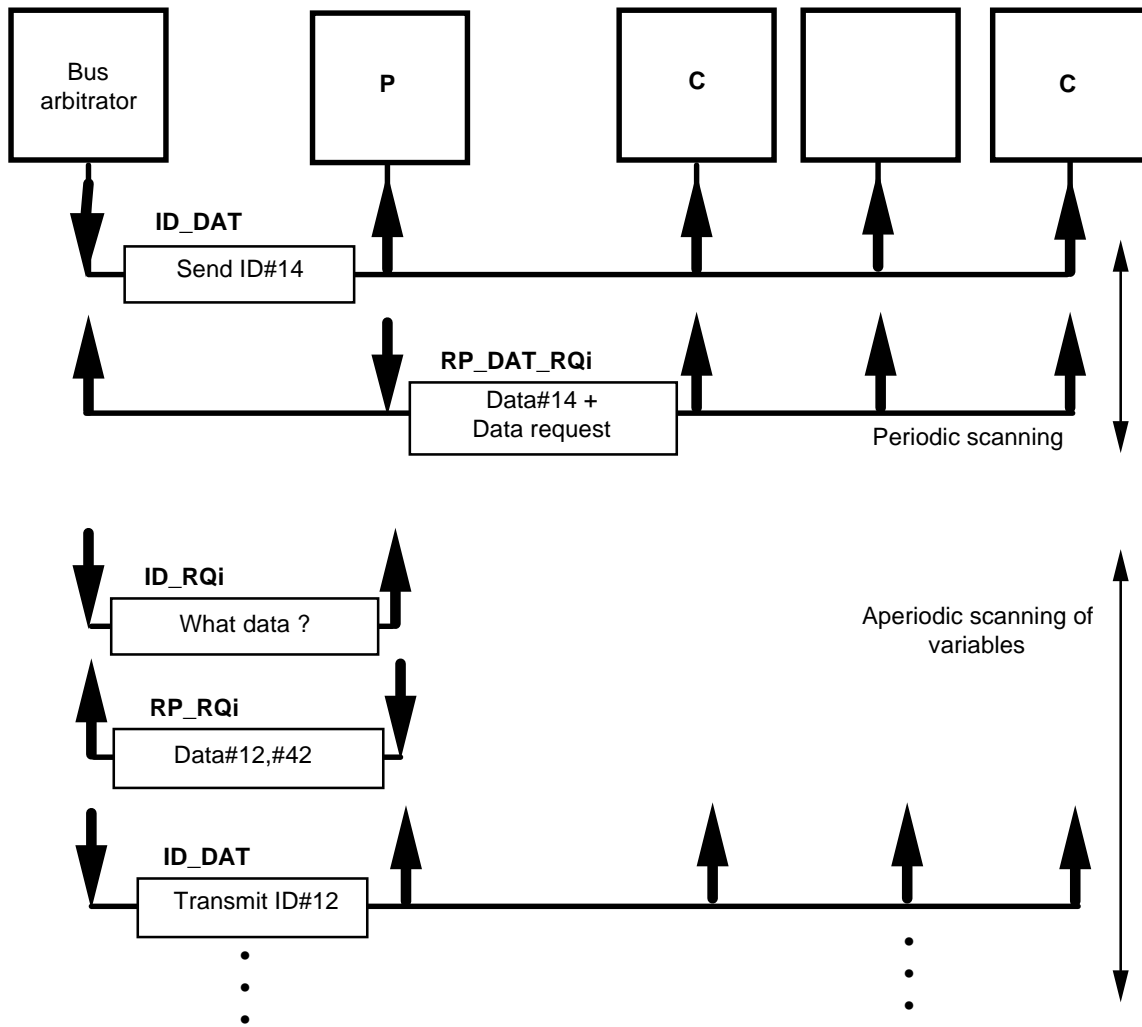 Bus
arbitrator
P
C
C
ID_DAT
Send ID#14
RP_DAT_RQi
Data#14 +
Data request
Periodic scanning
ID_RQi
What data ?
Aperiodic scanning of
variables
RP_RQi
Data#12,#42
ID_DAT
Transmit ID#12